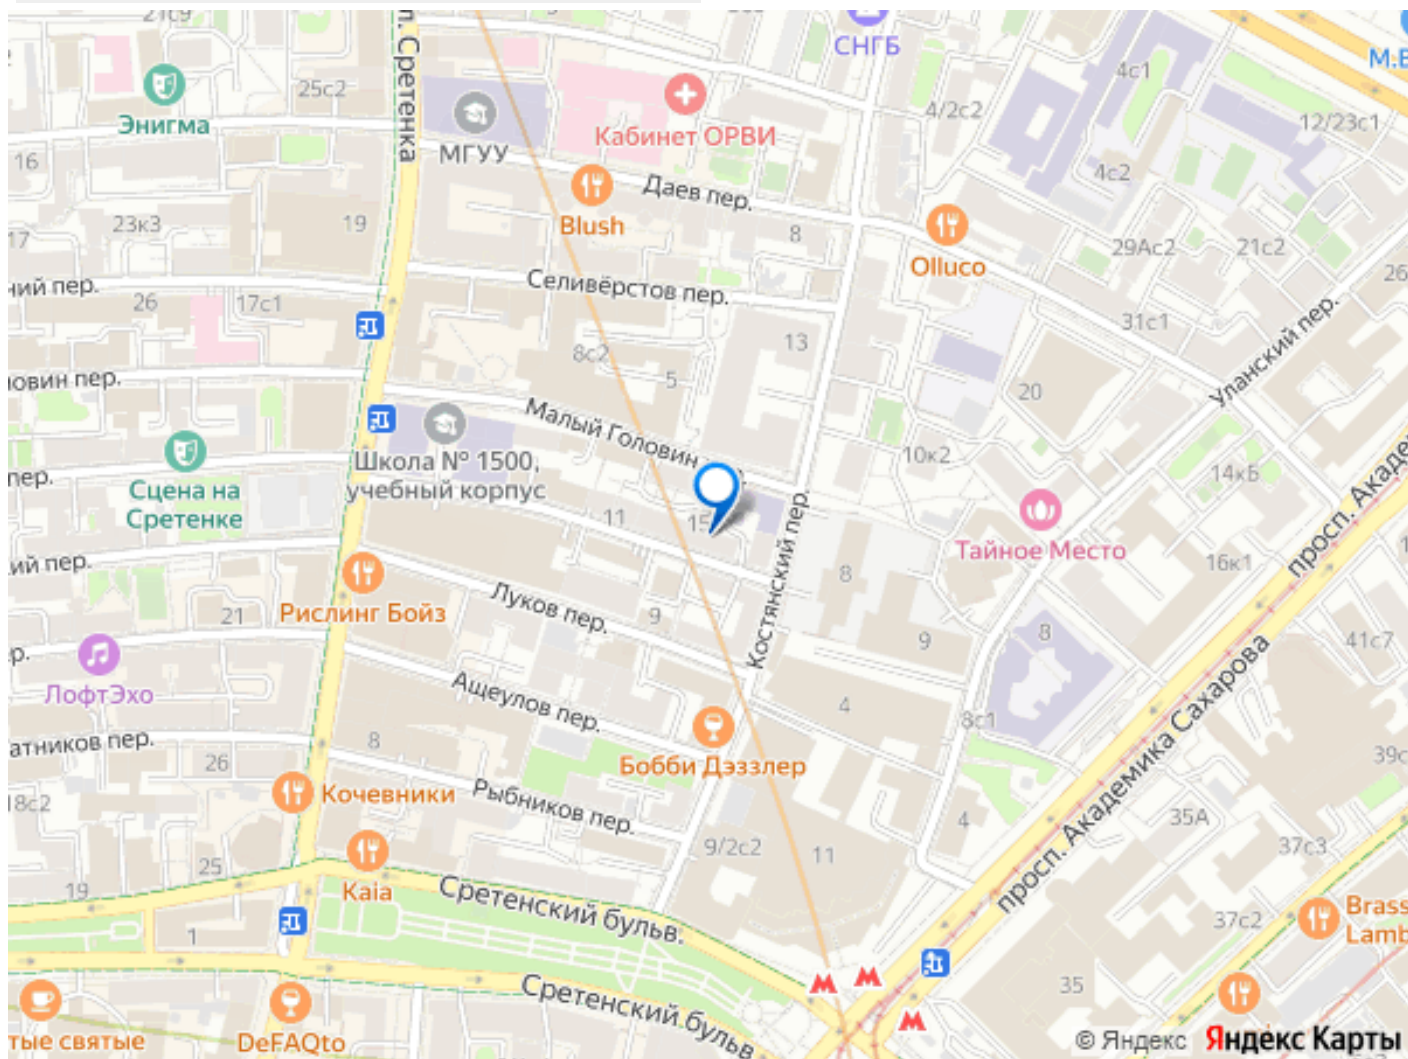 21с9
СНГБ
М.В
4с1
25с2
Энигма
ул. Сретенка
4/2с2
12/23с1
Кабинет ОРВИ
МГУУ
16
4с2
Даев пер.
Blush
23к3
19
17
8
29Ас2
21с2
Olluco
26
ний пер.
26
17с1
Селивёрстов пер.
31с1
13
8с2
5
Уланский пер.
овин пер.
20
Малый Головин
Школа № 1500,
учебный корпус
10к2
14кБ
пер.
Сцена на
Сретенке
11
15
Тайное Место
16к1
просп. Акаде
Костянский пер.
ий пер.
8
Рислинг Бойз
Луков пер.
9
21
9
8
41с7
р.
ЛофтЭхо
Ащеулов пер.
4
8с1
просп. Академика Сахарова
атников пер.
8
26
Бобби Дэззлер
39с
18с2
Кочевники
Рыбников пер.
4
35А
9/2с2
11
37с3
25
19
Kaia
Сретенский бульв.
37с2
Brass
Lamb
1
35
Сретенский бульв
тые святые
DeFAQto
© Яндекс Яндекс Карты